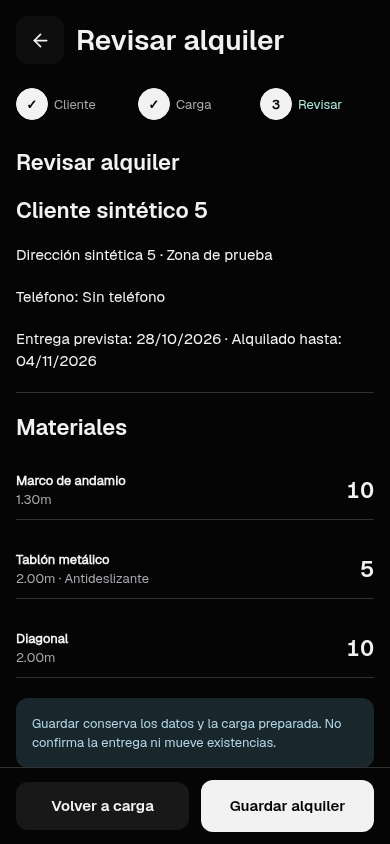 Revisar alquiler
✓ Cliente ✓ Carga 3 Revisar
Revisar alquiler
Cliente sintético 5
Dirección sintética 5 · Zona de prueba
Teléfono: Sin teléfono
Entrega prevista: 28/10/2026 · Alquilado hasta:
04/11/2026
Materiales
Marco de andamio
1.30m
10
Tablón metálico
2.00m · Antideslizante
5
Diagonal
2.00m
10
Guardar conserva los datos y la carga preparada. No
confirma la entrega ni mueve existencias.
Volver a carga Guardar alquiler